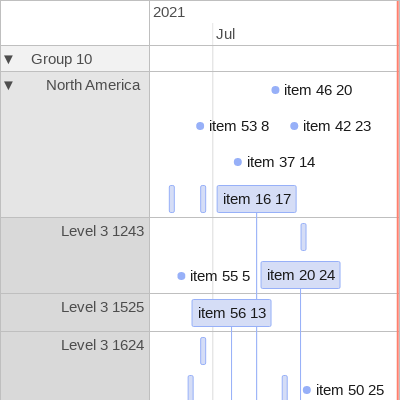 2021
Jul
▼ Group 10
▼ North America
item 46 20
item 53 8
item 42 23
item 37 14
item 16 17
Level 3 1243
item 55 5
item 20 24
Level 3 1525
item 56 13
Level 3 1624
item 50 25